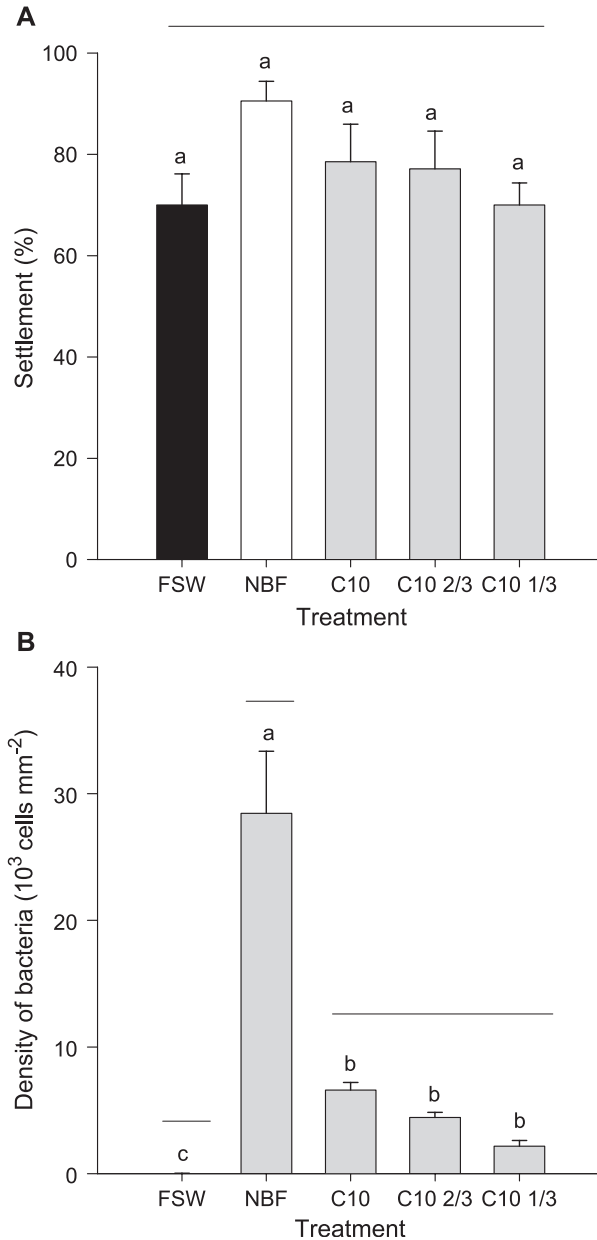 A
100
80
60
40
20
0
Settlement (%)
a
a
a
a
a
FSW NBF C10 C10 2/3 C10 1/3
Treatment
B
40
30
20
10
0
Density of bacteria (10³ cells mm⁻²)
c
a
b
b
b
FSW NBF C10 C10 2/3 C10 1/3
Treatment